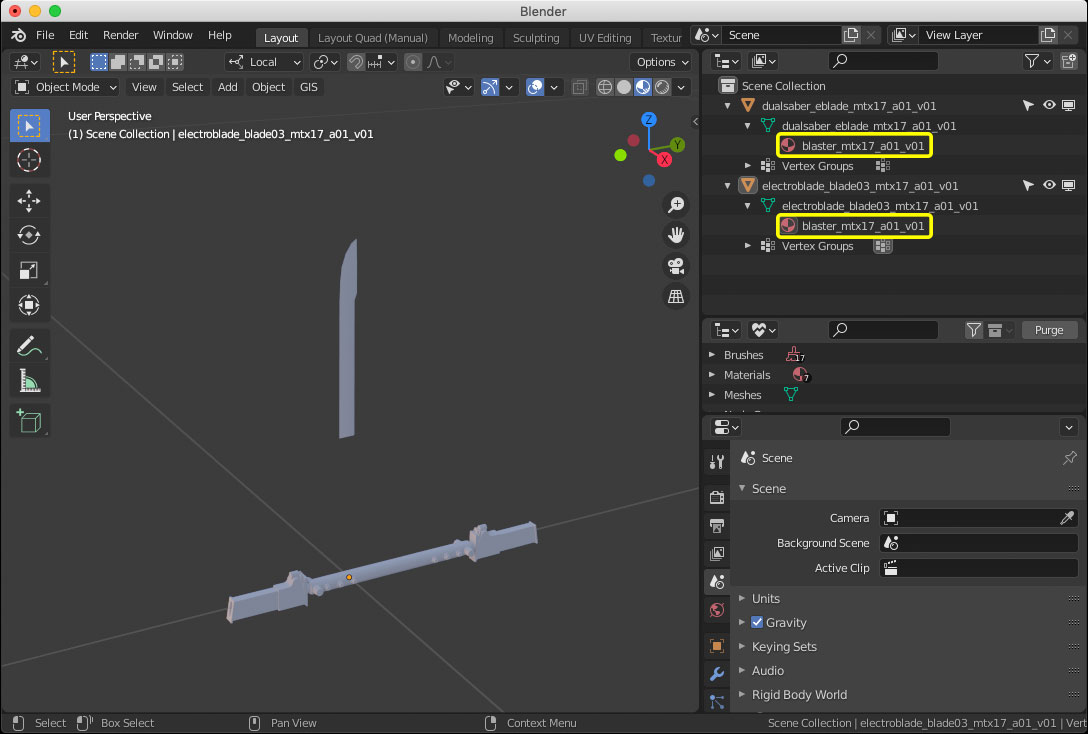 Blender
File Edit Render Window Help Layout Layout Quad (Manual) Modeling Sculpting UV Editing Textur Scene View Layer
Local Options
Object Mode View Select Add Object GIS
User Perspective
(1) Scene Collection | electroblade_blade03_mtx17_a01_v01
Z
Y
X
Scene Collection
dualsaber_eblade_mtx17_a01_v01
dualsaber_eblade_mtx17_a01_v01
blaster_mtx17_a01_v01
Vertex Groups
electroblade_blade03_mtx17_a01_v01
electroblade_blade03_mtx17_a01_v01
blaster_mtx17_a01_v01
Vertex Groups
Purge
Brushes 17
Materials 7
Meshes
Scene
Scene
Camera
Background Scene
Active Clip
Units
Gravity
Keying Sets
Audio
Rigid Body World
Select Box Select Pan View Context Menu Scene Collection | electroblade_blade03_mtx17_a01_v01 | Vert